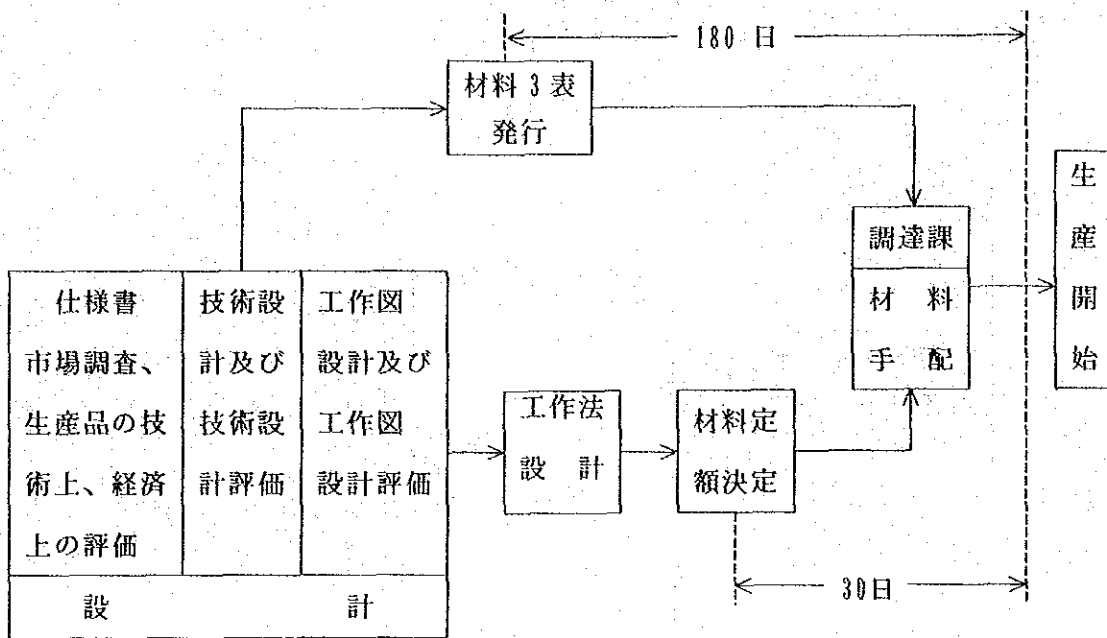 180 日
材料 3 表
発行
生
産
開
始
調達課
材 料
手 配
仕様書
市場調査、
生産品の技
術上、経済
上の評価
技術設
計及び
技術設
計評価
工作図
設計及び
工作図
設計評価
設 計
工作法
設 計
材料定
額決定
30日